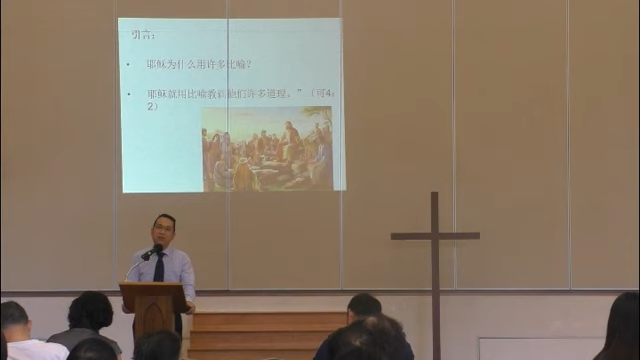 引言：
• 耶稣为什么用许多比喻？
• 耶稣就用比喻教训他们许多道理。”（可4：
2）